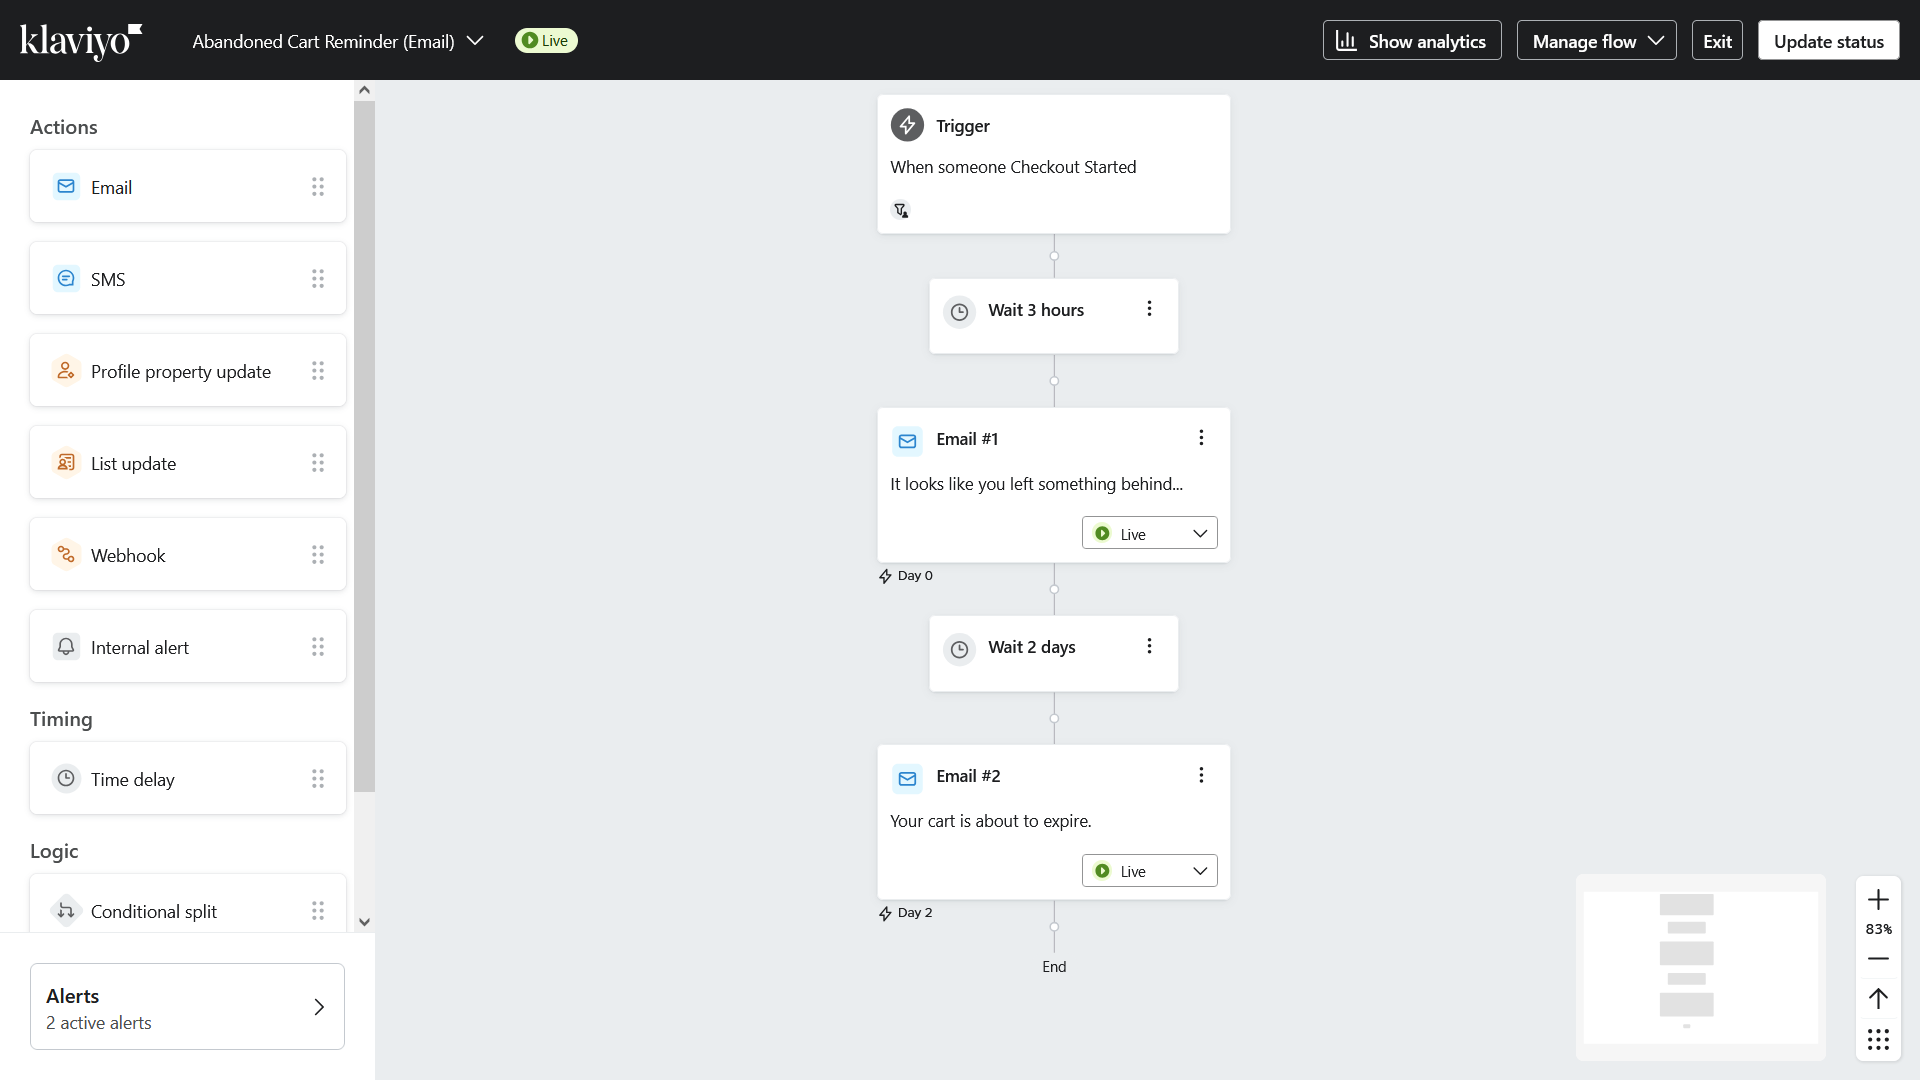 klaviyo
Abandoned Cart Reminder (Email)
Live
Show analytics
Manage flow
Exit
Update status
Actions
Email
SMS
Profile property update
List update
Webhook
Internal alert
Timing
Time delay
Logic
Conditional split
Alerts
2 active alerts
Trigger
When someone Checkout Started
Wait 3 hours
Email #1
It looks like you left something behind...
Live
Day 0
Wait 2 days
Email #2
Your cart is about to expire.
Live
Day 2
End
83%